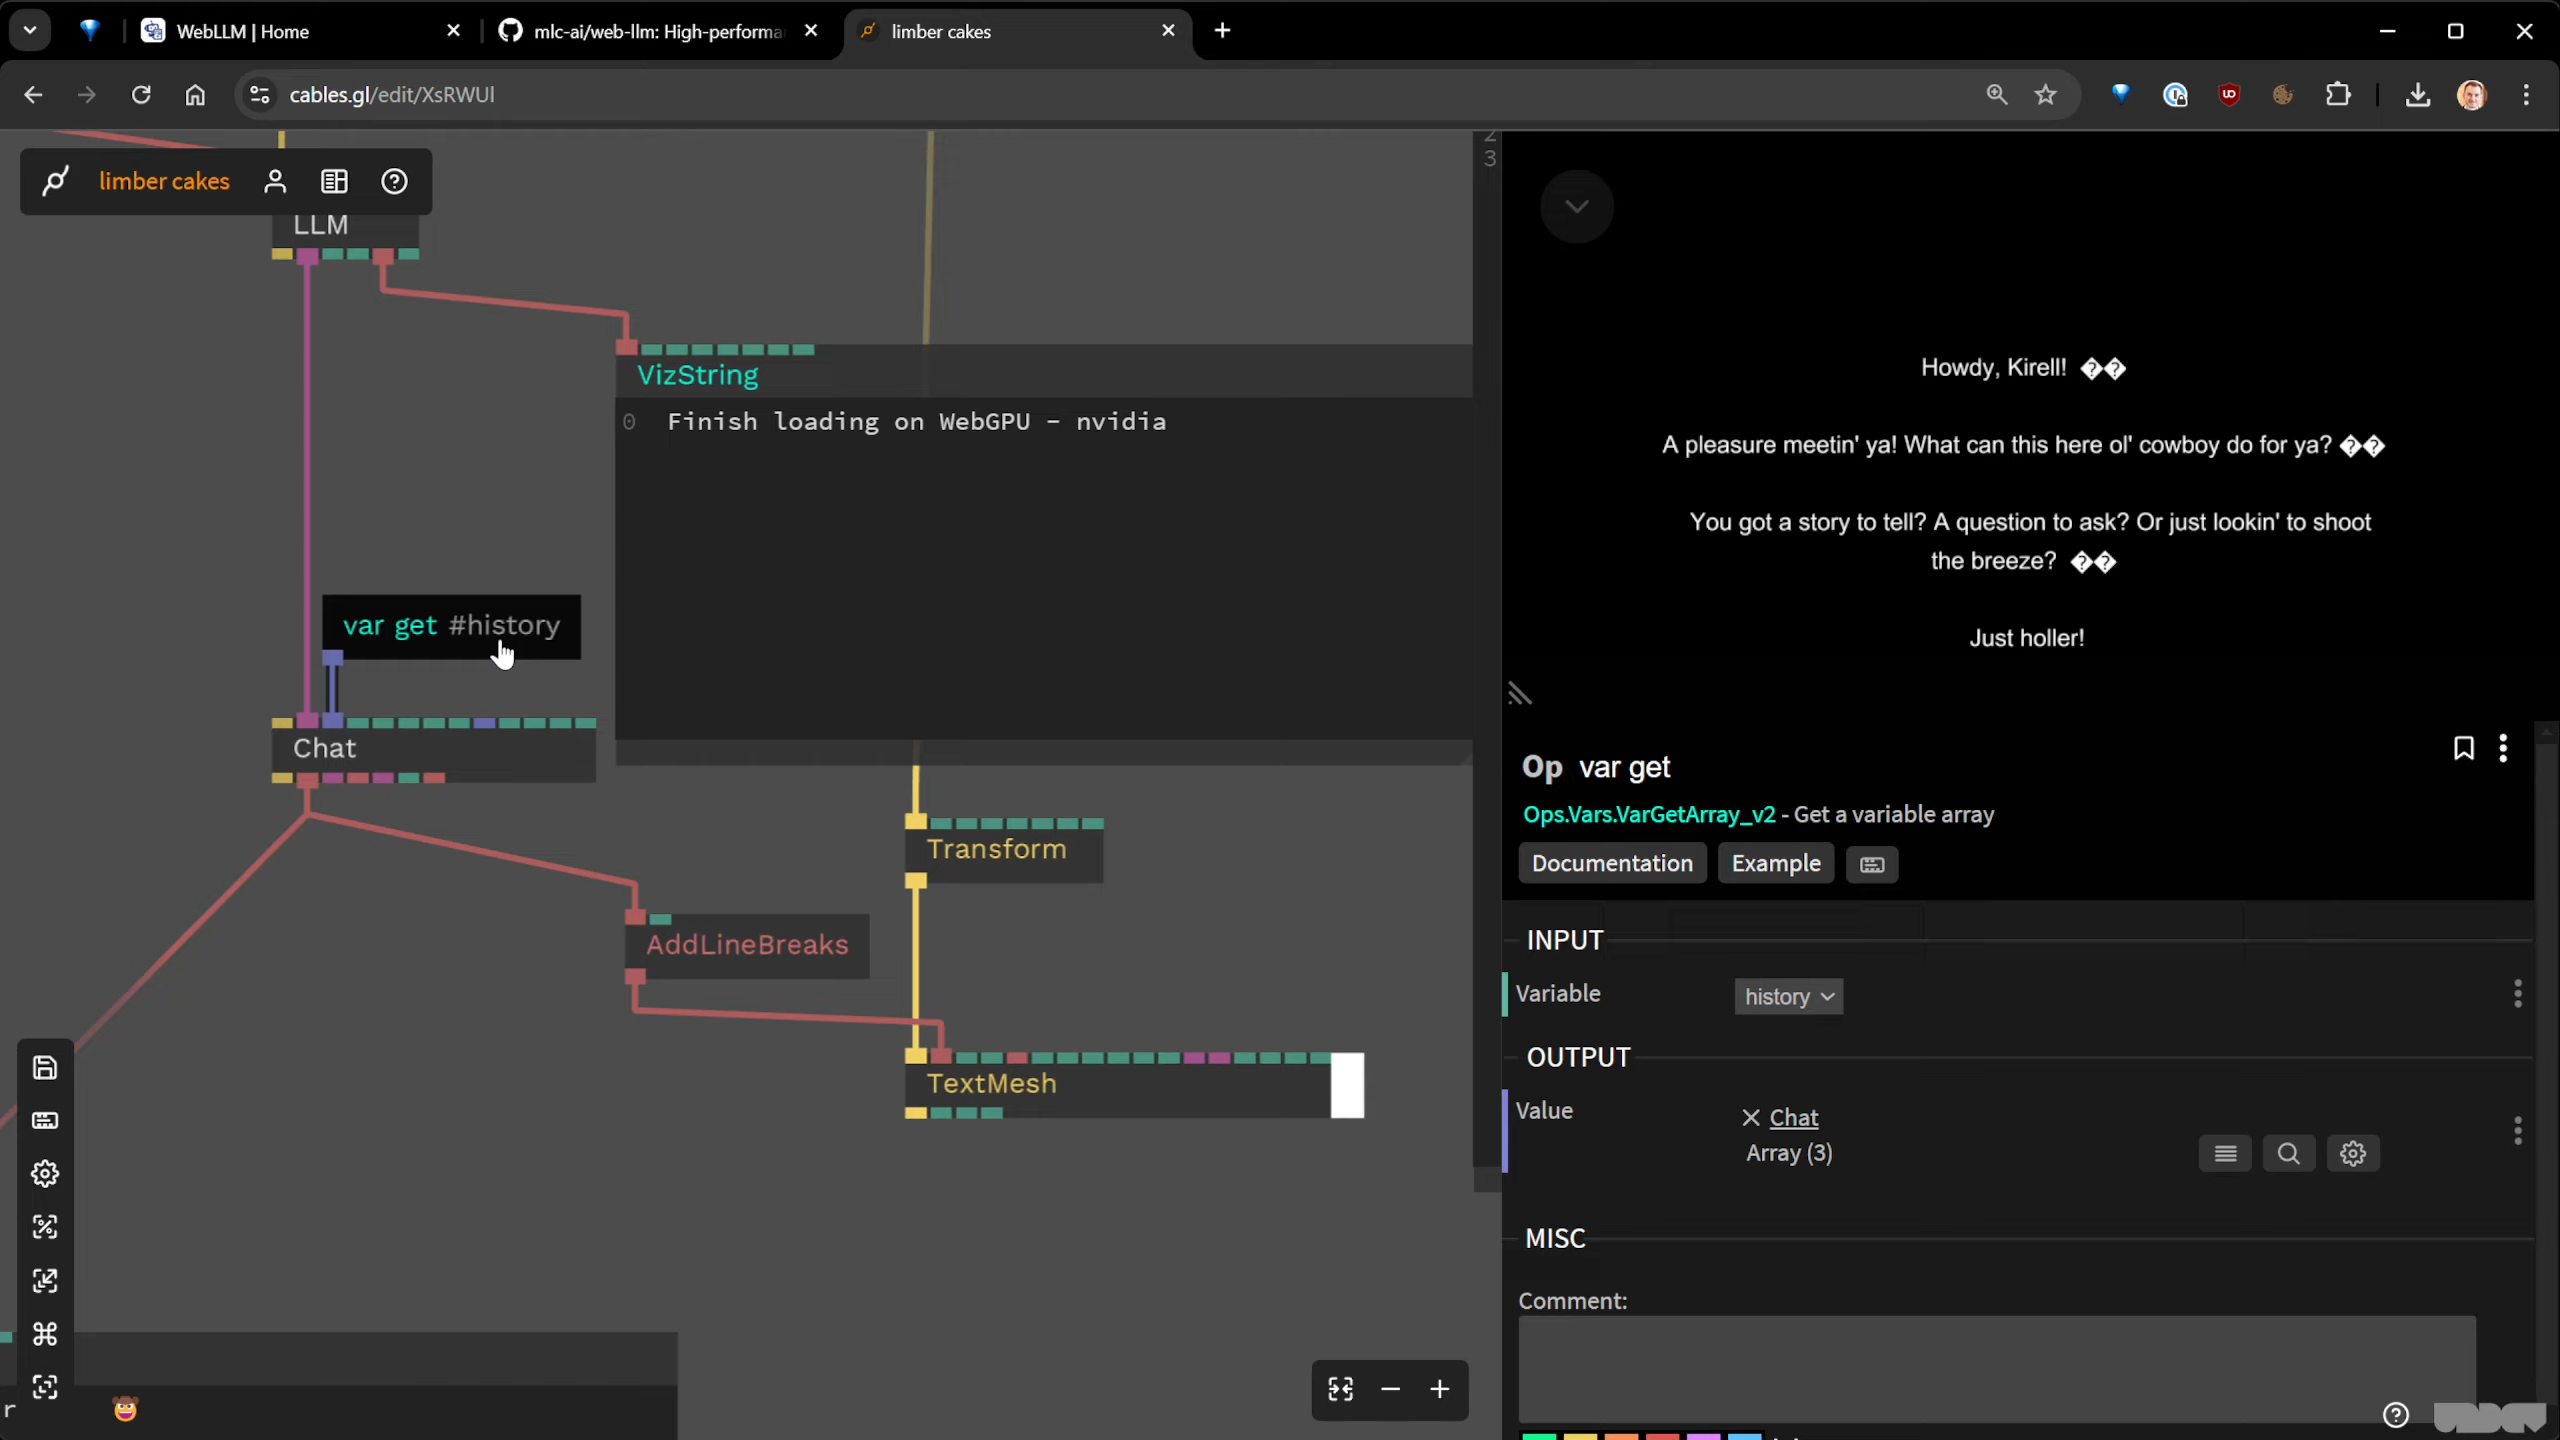 WebLLM | Home
mlc-ai/web-llm: High-performa
limber cakes
cables.gl/edit/XsRWUl
limber cakes
2
3
LLM
VizString
0 Finish loading on WebGPU - nvidia
var get #history
Chat
Transform
AddLineBreaks
TextMesh
r
Howdy, Kirell! ��
A pleasure meetin' ya! What can this here ol' cowboy do for ya? ��
You got a story to tell? A question to ask? Or just lookin' to shoot
the breeze? ��
Just holler!
Op var get
Ops.Vars.VarGetArray_v2 - Get a variable array
Documentation
Example
INPUT
Variable
history
OUTPUT
Value
Chat
Array (3)
MISC
Comment: